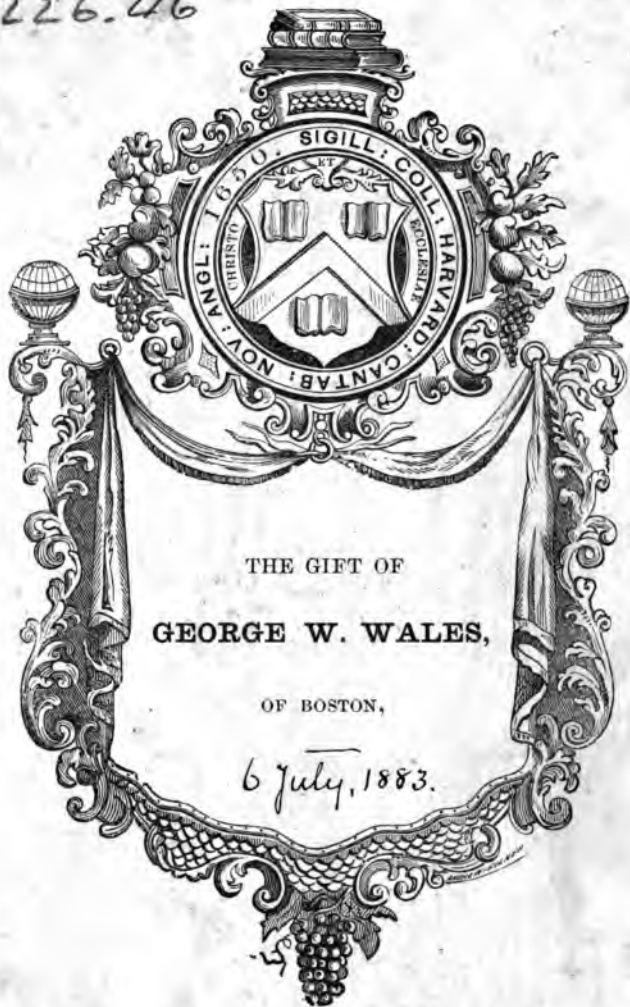 226.46
SIGILL: COLL: HARVARD: CANTAB: NOV: ANGL: 1650.
ET
CHRISTO
ECCLESIAE
THE GIFT OF
GEORGE W. WALES,
OF BOSTON,
6 July, 1883.